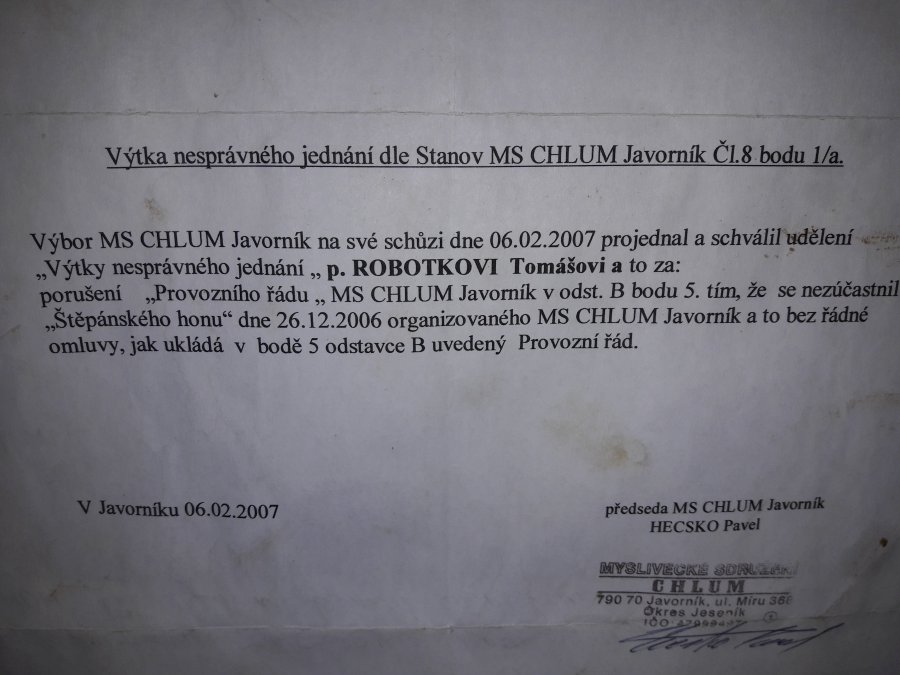 Výtka nesprávného jednání dle Stanov MS CHLUM Javorník Čl.8 bodu 1/a.
Výbor MS CHLUM Javorník na své schůzi dne 06.02.2007 projednal a schválil udělení
„Výtky nesprávného jednání „ p. ROBOTKOVI Tomášovi a to za:
porušení „Provozního řádu „ MS CHLUM Javorník v odst. B bodu 5. tím, že se nezúčastnil
„Štěpánského honu“ dne 26.12.2006 organizovaného MS CHLUM Javorník a to bez řádné
omluvy, jak ukládá v bodě 5 odstavce B uvedený Provozní řád.
V Javorníku 06.02.2007
předseda MS CHLUM Javorník
HECSKO Pavel
MYSLIVECKÉ SDRUŽENÍ
CHLUM
790 70 Javorník, ul. Míru 366
Okres Jeseník
IČO